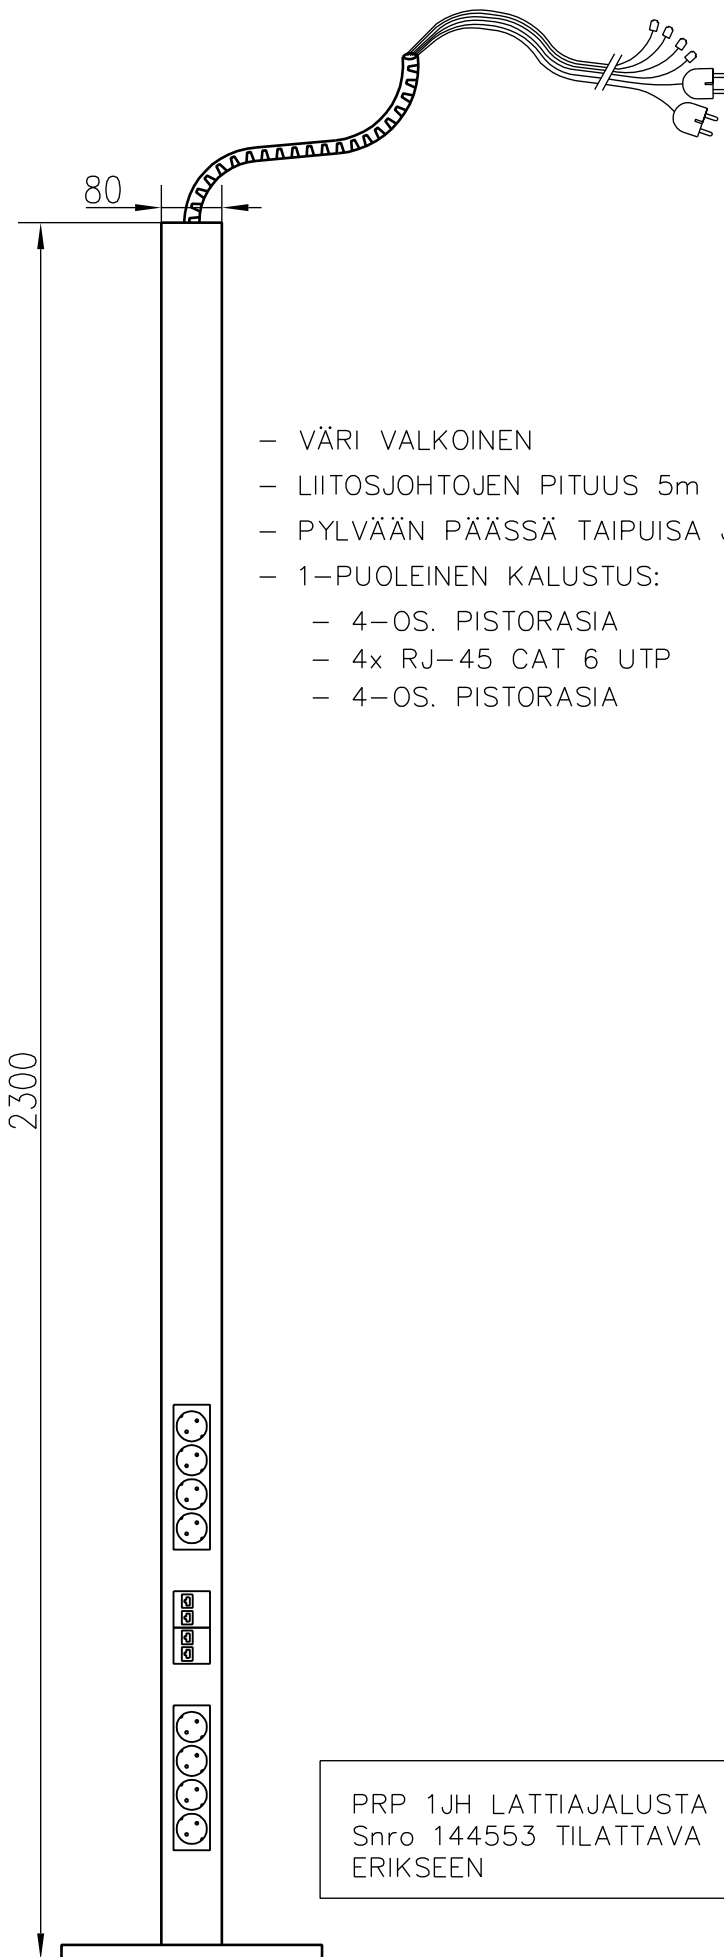 80
- VÄRI VALKOINEN
- LIITOSJOHTOJEN PITUUS 5m
- PYLVÄÄN PÄÄSSÄ TAIPUISA
- 1-PUOLEINEN KALUSTUS:
- 4-OS. PISTORASIA
- 4x RJ-45 CAT 6 UTP
- 4-OS. PISTORASIA
2300
PRP 1JH LATTIAJALUSTA
Snro 144553 TILATTAVA
ERIKSEEN